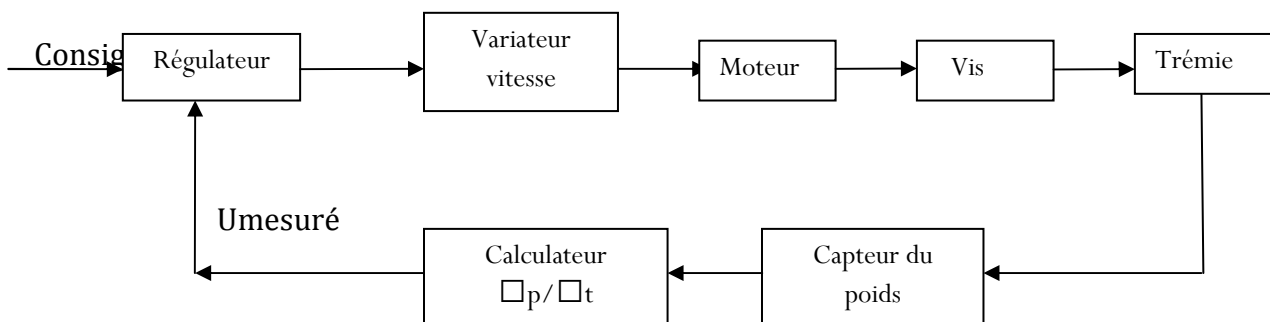 Consig
Régulateur
Variateur
vitesse
Moteur
Vis
Trémie
Umesuré
Calculateur
□p/□t
Capteur du
poids